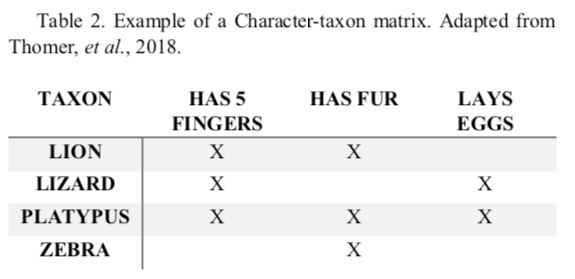 Table 2. Example of a Character-taxon matrix. Adapted from
Thomer, et al., 2018.
TAXON HAS 5 FINGERS HAS FUR LAYS EGGS
LION X X
LIZARD X X
PLATYPUS X X X
ZEBRA X